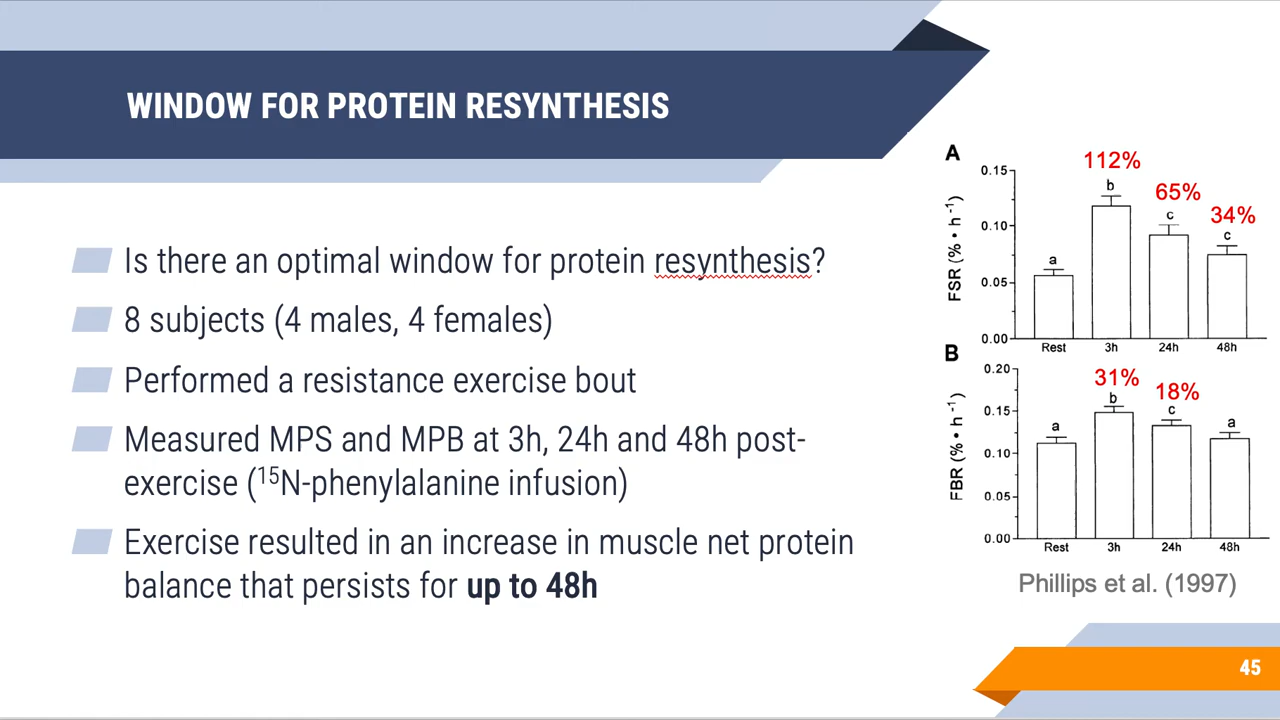 WINDOW FOR PROTEIN RESYNTHESIS
Is there an optimal window for protein resynthesis?
8 subjects (4 males, 4 females)
Performed a resistance exercise bout
Measured MPS and MPB at 3h, 24h and 48h post-
exercise (¹⁵N-phenylalanine infusion)
Exercise resulted in an increase in muscle net protein
balance that persists for up to 48h
A
112%
65%
34%
FSR (% • h⁻¹)
0.15
0.10
0.05
0.00
a
b
c
c
Rest 3h 24h 48h
B
31%
18%
FBR (% • h⁻¹)
0.20
0.15
0.10
0.05
0.00
a
b
c
a
Rest 3h 24h 48h
Phillips et al. (1997)
45